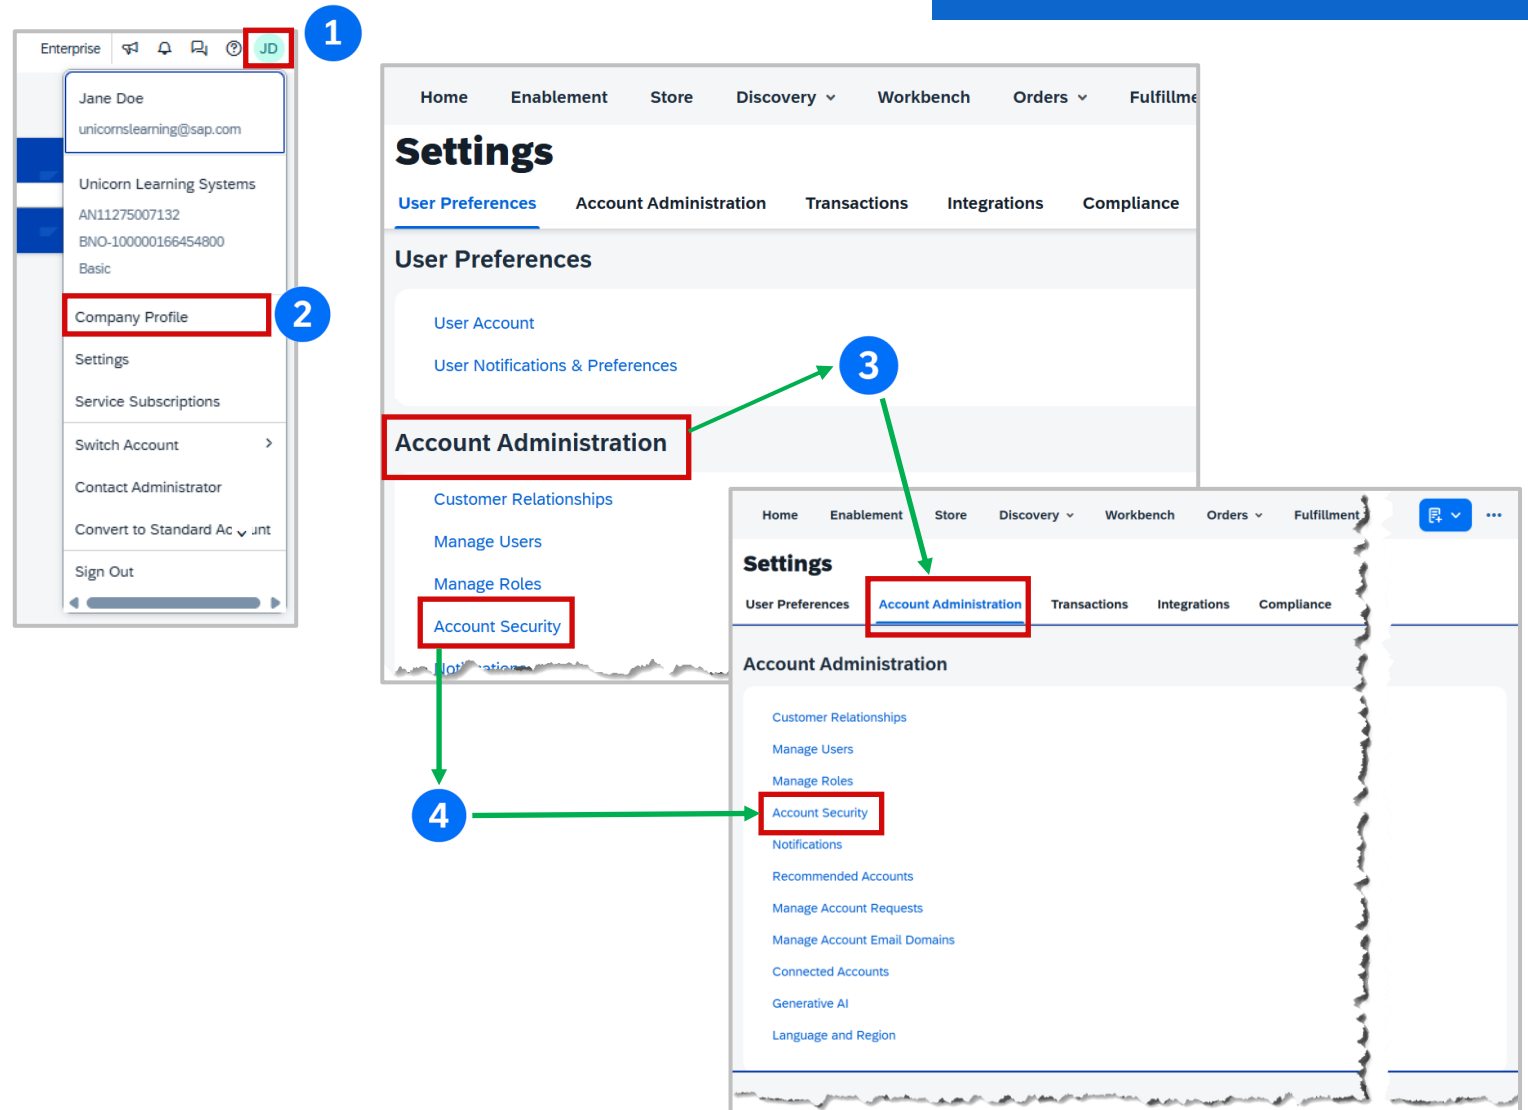 1
Enterprise
JD
Jane Doe
unicornslearning@sap.com
Unicorn Learning Systems
AN11275007132
BNO-100000166454800
Basic
Company Profile
2
Settings
Service Subscriptions
Switch Account
Contact Administrator
Convert to Standard
Sign Out
Home Enablement Store Discovery Workbench Orders
Settings
User Preferences Account Administration Transactions Integrations Compliance
User Preferences
User Account
User Notifications & Preferences
3
Account Administration
Customer Relationships
Manage Users
Manage Roles
Account Security
4
Home Enablement Store Discovery Workbench Orders Fulfillment
Settings
User Preferences Account Administration Transactions Integrations Compliance
Account Administration
Customer Relationships
Manage Users
Manage Roles
Account Security
Notifications
Recommended Accounts
Manage Account Requests
Manage Account Email Domains
Connected Accounts
Generative AI
Language and Region